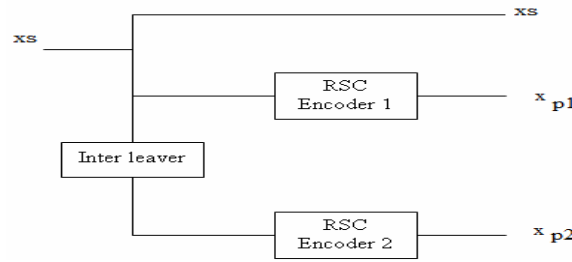 xs
xs
RSC
Encoder 1
x p1
Inter leaver
RSC
Encoder 2
x p2